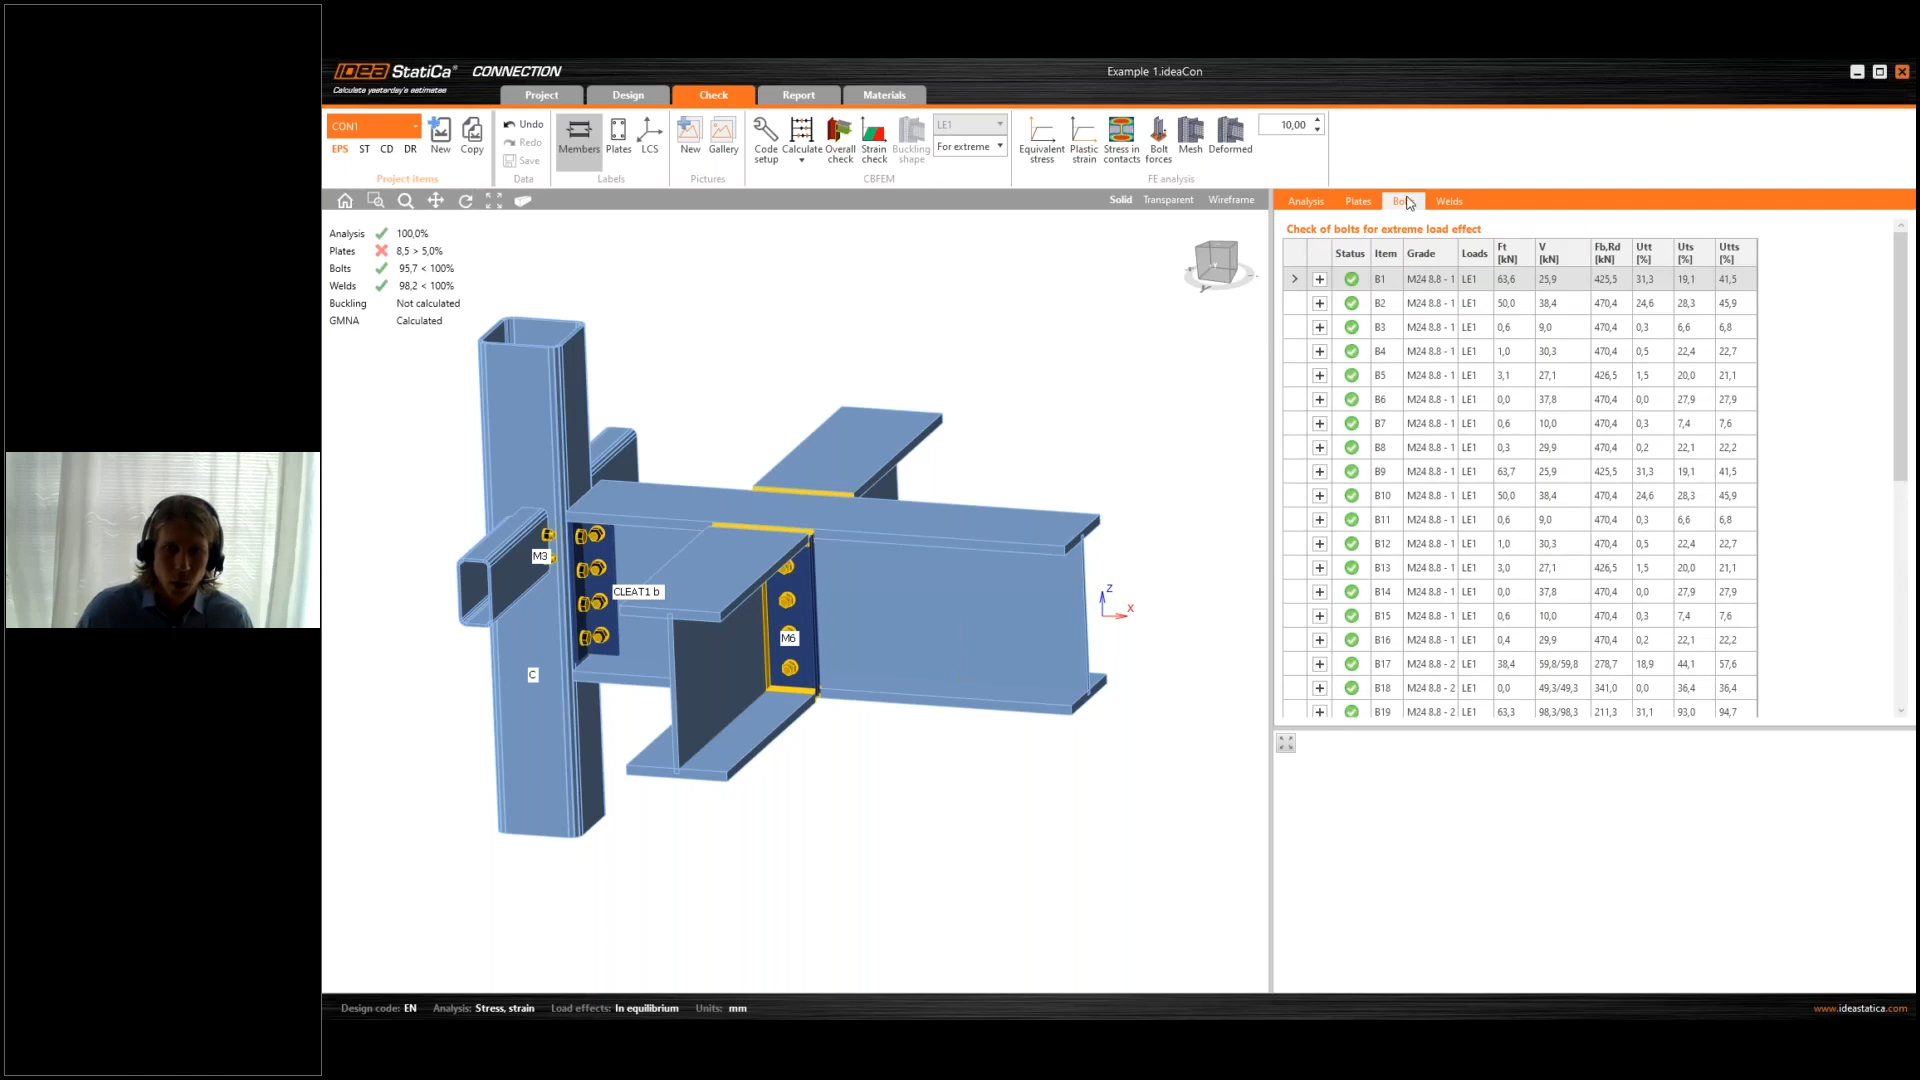 IDEA StatiCa® CONNECTION
Calculate yesterday's estimates
Example 1.ideaCon
Project Design Check Report Materials
CON1
EPS ST CD DR
New Copy
Project items
Undo
Redo
Save
Data
Members Plates LCS
Labels
New Gallery
Pictures
Code setup Calculate Overall check Strain check Buckling shape
LE1
For extreme
CBFEM
Equivalent stress Plastic strain Stress in contacts Bolt forces Mesh Deformed
FE analysis
10,00
Solid Transparent Wireframe
Analysis 100,0%
Plates 8,5 > 5,0%
Bolts 95,7 < 100%
Welds 98,2 < 100%
Buckling Not calculated
GMNA Calculated
M3
CLEAT1 b
M6
C
Z
X
Y
Analysis Plates Welds
Check of bolts for extreme load effect
Status Item Grade Loads Ft [kN] V [kN] Fb,Rd [kN] Utt [%] Uts [%] Utts [%]
B1 M24 8.8 - 1 LE1 63,6 25,9 425,5 31,3 19,1 41,5
B2 M24 8.8 - 1 LE1 50,0 38,4 470,4 24,6 28,3 45,9
B3 M24 8.8 - 1 LE1 0,6 9,0 470,4 0,3 6,6 6,8
B4 M24 8.8 - 1 LE1 1,0 30,3 470,4 0,5 22,4 22,7
B5 M24 8.8 - 1 LE1 3,1 27,1 426,5 1,5 20,0 21,1
B6 M24 8.8 - 1 LE1 0,0 37,8 470,4 0,0 27,9 27,9
B7 M24 8.8 - 1 LE1 0,6 10,0 470,4 0,3 7,4 7,6
B8 M24 8.8 - 1 LE1 0,3 29,9 470,4 0,2 22,1 22,2
B9 M24 8.8 - 1 LE1 63,7 25,9 425,5 31,3 19,1 41,5
B10 M24 8.8 - 1 LE1 50,0 38,4 470,4 24,6 28,3 45,9
B11 M24 8.8 - 1 LE1 0,6 9,0 470,4 0,3 6,6 6,8
B12 M24 8.8 - 1 LE1 1,0 30,3 470,4 0,5 22,4 22,7
B13 M24 8.8 - 1 LE1 3,0 27,1 426,5 1,5 20,0 21,1
B14 M24 8.8 - 1 LE1 0,0 37,8 470,4 0,0 27,9 27,9
B15 M24 8.8 - 1 LE1 0,6 10,0 470,4 0,3 7,4 7,6
B16 M24 8.8 - 1 LE1 0,4 29,9 470,4 0,2 22,1 22,2
B17 M24 8.8 - 2 LE1 38,4 59,8/59,8 278,7 18,9 44,1 57,6
B18 M24 8.8 - 2 LE1 0,0 49,3/49,3 341,0 0,0 36,4 36,4
B19 M24 8.8 - 2 LE1 63,3 98,3/98,3 211,3 31,1 93,0 94,7
Design code: EN Analysis: Stress, strain Load effects: In equilibrium Units: mm
www.ideastatica.com